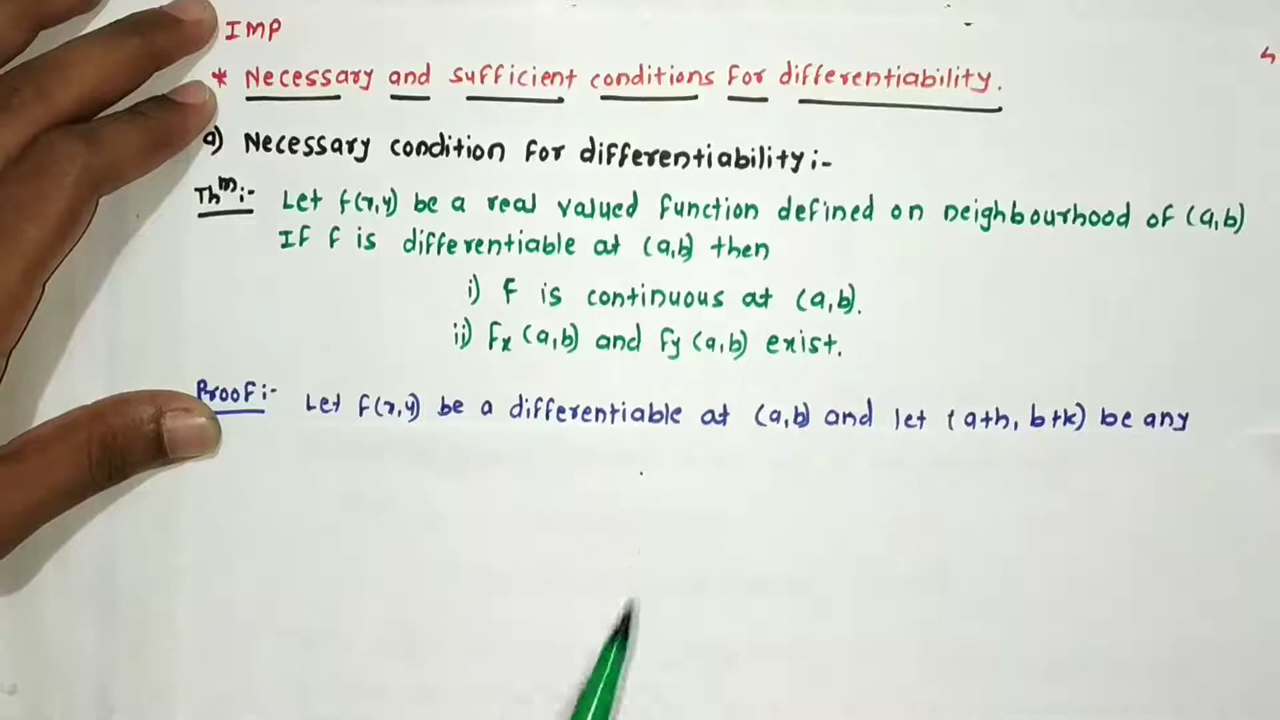 IMP
* Necessary and sufficient conditions for differentiability.
a) Necessary condition for differentiability:-
Thm:- Let f(x,y) be a real valued function defined on neighbourhood of (a,b)
If f is differentiable at (a,b) then
i) f is continuous at (a,b).
ii) fx (a,b) and fy (a,b) exist.
Proof:- Let f(x,y) be a differentiable at (a,b) and let (a+h, b+k) be any